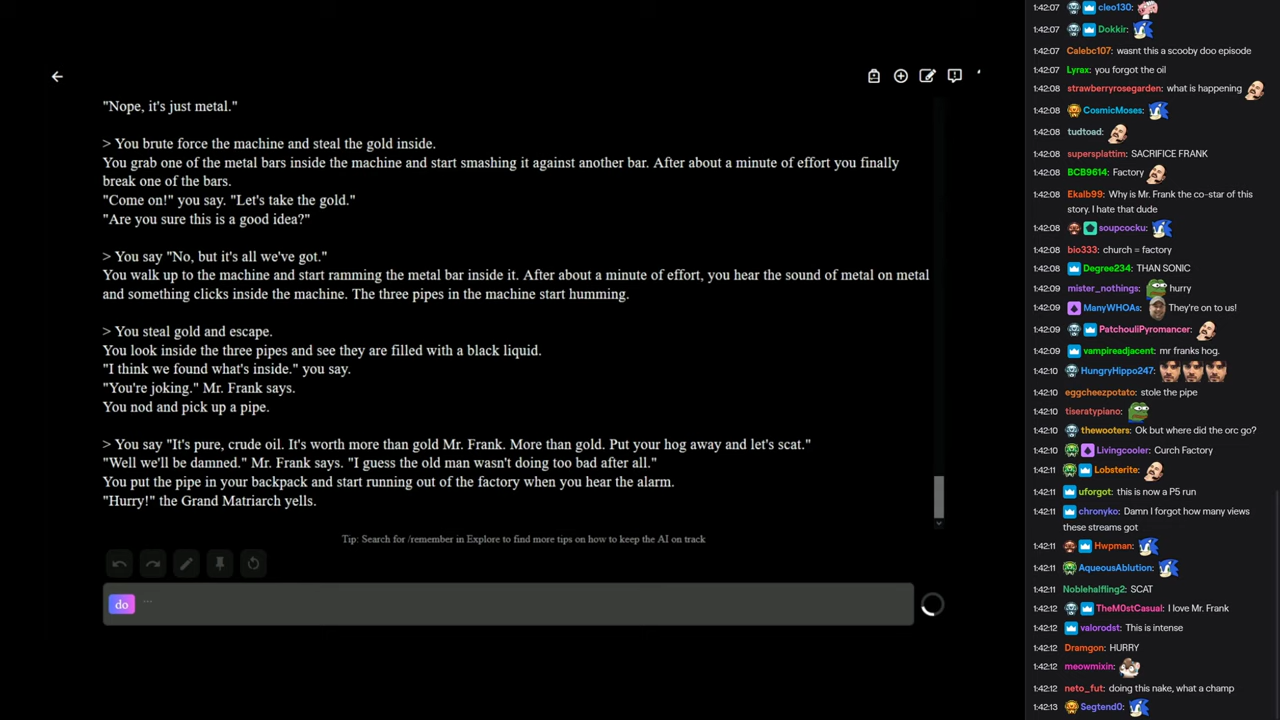 "Nope, it's just metal."
> You brute force the machine and steal the gold inside.
You grab one of the metal bars inside the machine and start smashing it against another bar. After about a minute of effort you finally
break one of the bars.
"Come on!" you say. "Let's take the gold."
"Are you sure this is a good idea?"
> You say "No, but it's all we've got."
You walk up to the machine and start ramming the metal bar inside it. After about a minute of effort, you hear the sound of metal on metal
and something clicks inside the machine. The three pipes in the machine start humming.
> You steal gold and escape.
You look inside the three pipes and see they are filled with a black liquid.
"I think we found what's inside." you say.
"You're joking." Mr. Frank says.
You nod and pick up a pipe.
> You say "It's pure, crude oil. It's worth more than gold Mr. Frank. More than gold. Put your hog away and let's scat."
"Well we'll be damned." Mr. Frank says. "I guess the old man wasn't doing too bad after all."
You put the pipe in your backpack and start running out of the factory when you hear the alarm.
"Hurry!" the Grand Matriarch yells.
Tip: Search for /remember in Explore to find more tips on how to keep the AI on track
do ...
1:42:07 cleo130:
1:42:07 Dokkir:
1:42:07 Calebc107: wasnt this a scooby doo episode
1:42:07 Lyrax: you forgot the oil
1:42:08 strawberryrosegarden: what is happening
1:42:08 CosmicMoses:
1:42:08 tudtoad:
1:42:08 supersplattim: SACRIFICE FRANK
1:42:08 BCB9614: Factory
1:42:08 Ekalb99: Why is Mr. Frank the co-star of this
story. I hate that dude
1:42:08 soupcocku:
1:42:08 bio333: church = factory
1:42:08 Degree234: THAN SONIC
1:42:09 mister_nothings: hurry
1:42:09 ManyWHOAs: They're on to us!
1:42:09 PatchouliPyromancer:
1:42:09 vampireadjacent: mr franks hog.
1:42:10 HungryHippo247:
1:42:10 eggcheezpotato: stole the pipe
1:42:10 tiseratypiano:
1:42:10 thewooters: Ok but where did the orc go?
1:42:10 Livingcooler: Curch Factory
1:42:11 Lobsterite:
1:42:11 uforgot: this is now a P5 run
1:42:11 chronyko: Damn I forgot how many views
these streams got
1:42:11 Hwpman:
1:42:11 AqueousAblution:
1:42:11 Noblehalfling2: SCAT
1:42:12 TheM0stCasual: I love Mr. Frank
1:42:12 valorodst: This is intense
1:42:12 Dramgon: HURRY
1:42:12 meowmixin:
1:42:12 neto_fut: doing this nake, what a champ
1:42:13 Segtend0: